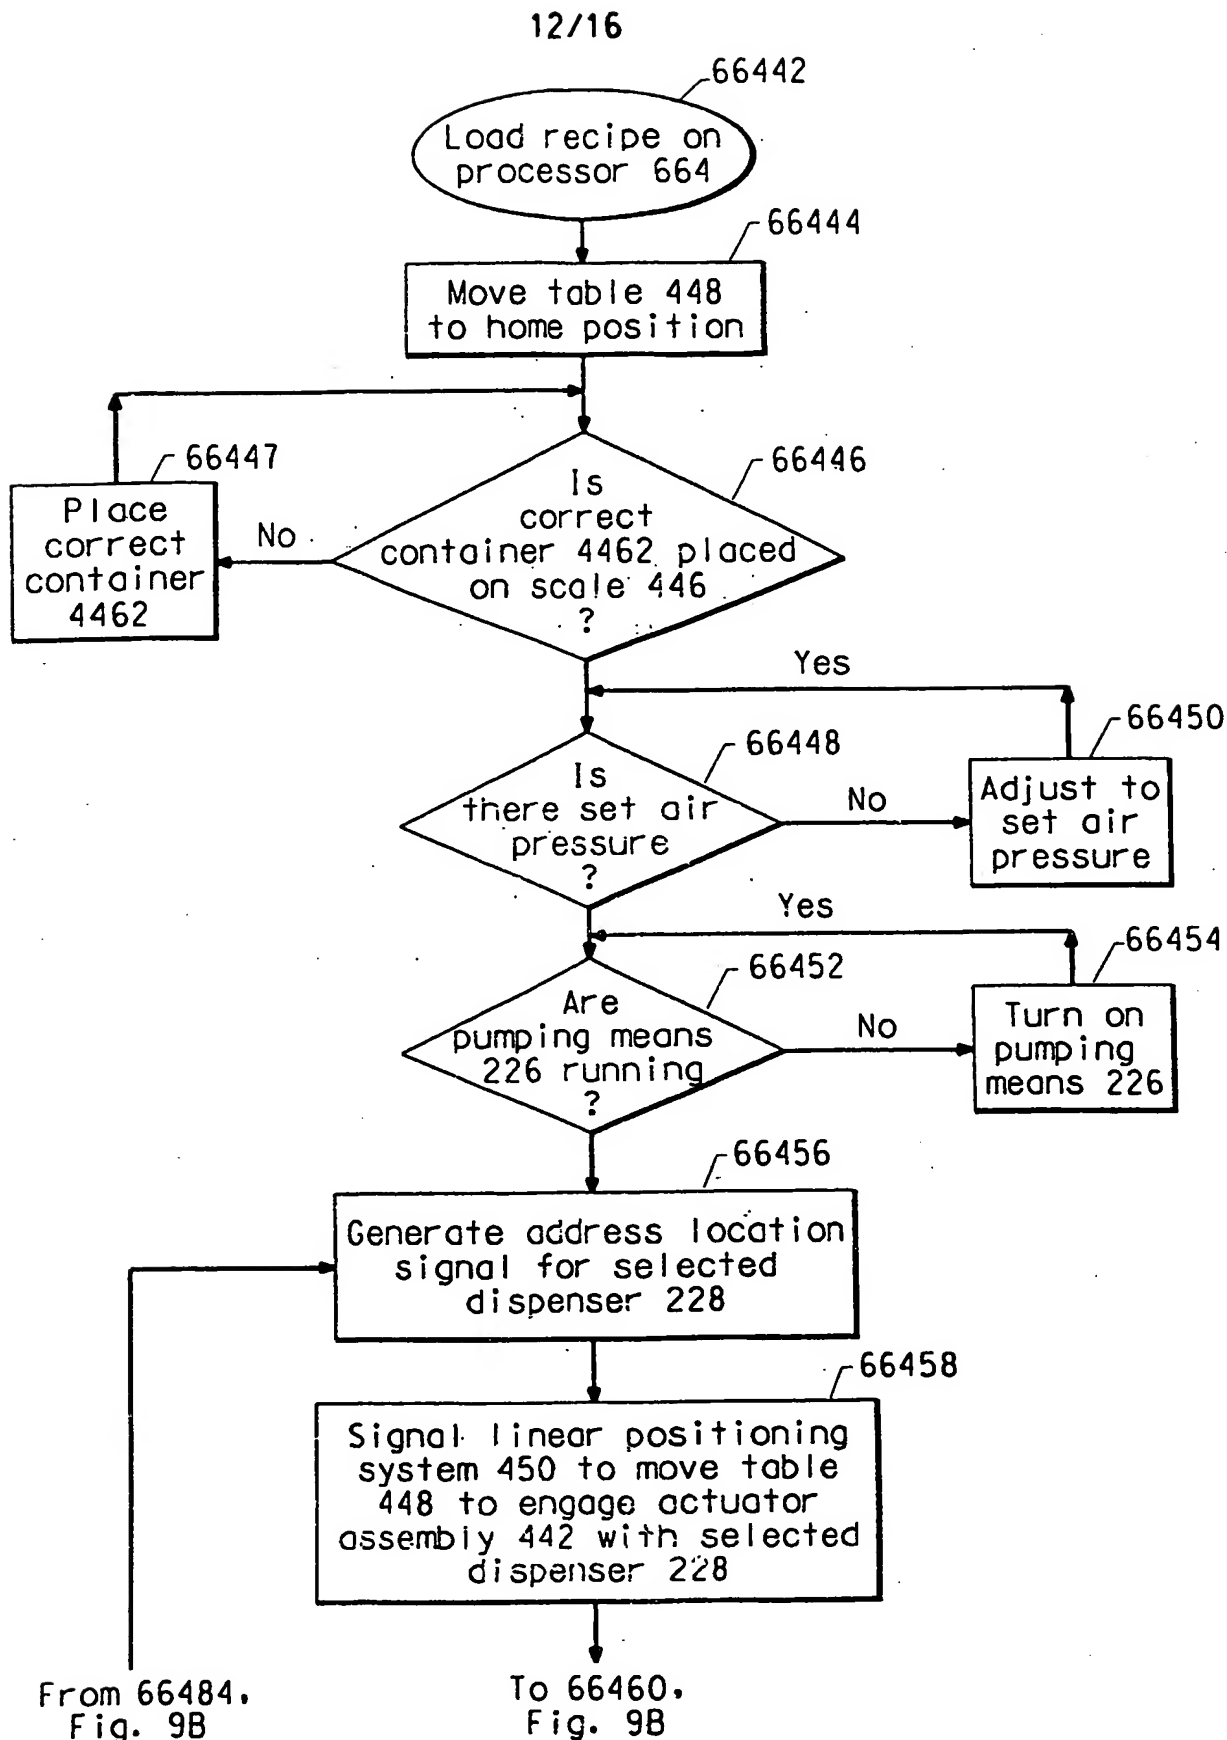 12/16
66442
Load recipe on
processor 664
66444
Move table 448
to home position
66447
Place
correct
container
4462
No
66446
Is
correct
container 4462 placed
on scale 446
?
Yes
66448
Is
there set air
pressure
?
No
66450
Adjust to
set air
pressure
Yes
66452
Are
pumping means
226 running
?
No
66454
Turn on
pumping
means 226
66456
Generate address location
signal for selected
dispenser 228
66458
Signal linear positioning
system 450 to move table
448 to engage actuator
assembly 442 with selected
dispenser 228
From 66484,
Fig. 9B
To 66460,
Fig. 9B